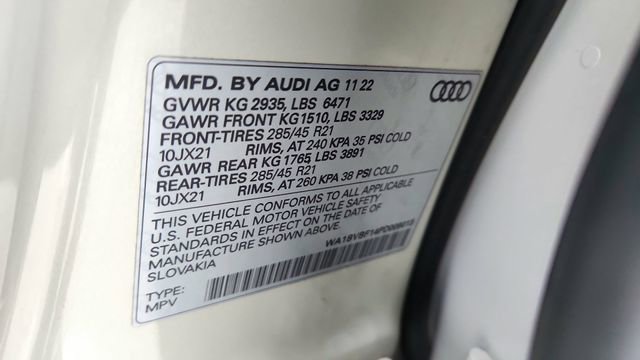 MFD. BY AUDI AG 11 22
GVWR KG 2935, LBS 6471
GAWR FRONT KG1510, LBS 3329
FRONT-TIRES 285/45 R21
10JX21 RIMS, AT 240 KPA 35 PSI COLD
GAWR REAR KG 1765, LBS 3891
REAR-TIRES 285/45 R21
10JX21 RIMS, AT 260 KPA 38 PSI COLD
THIS VEHICLE CONFORMS TO ALL APPLICABLE
U.S. FEDERAL MOTOR VEHICLE SAFETY
STANDARDS IN EFFECT ON THE DATE OF
MANUFACTURE SHOWN ABOVE.
SLOVAKIA
TYPE:
MPV